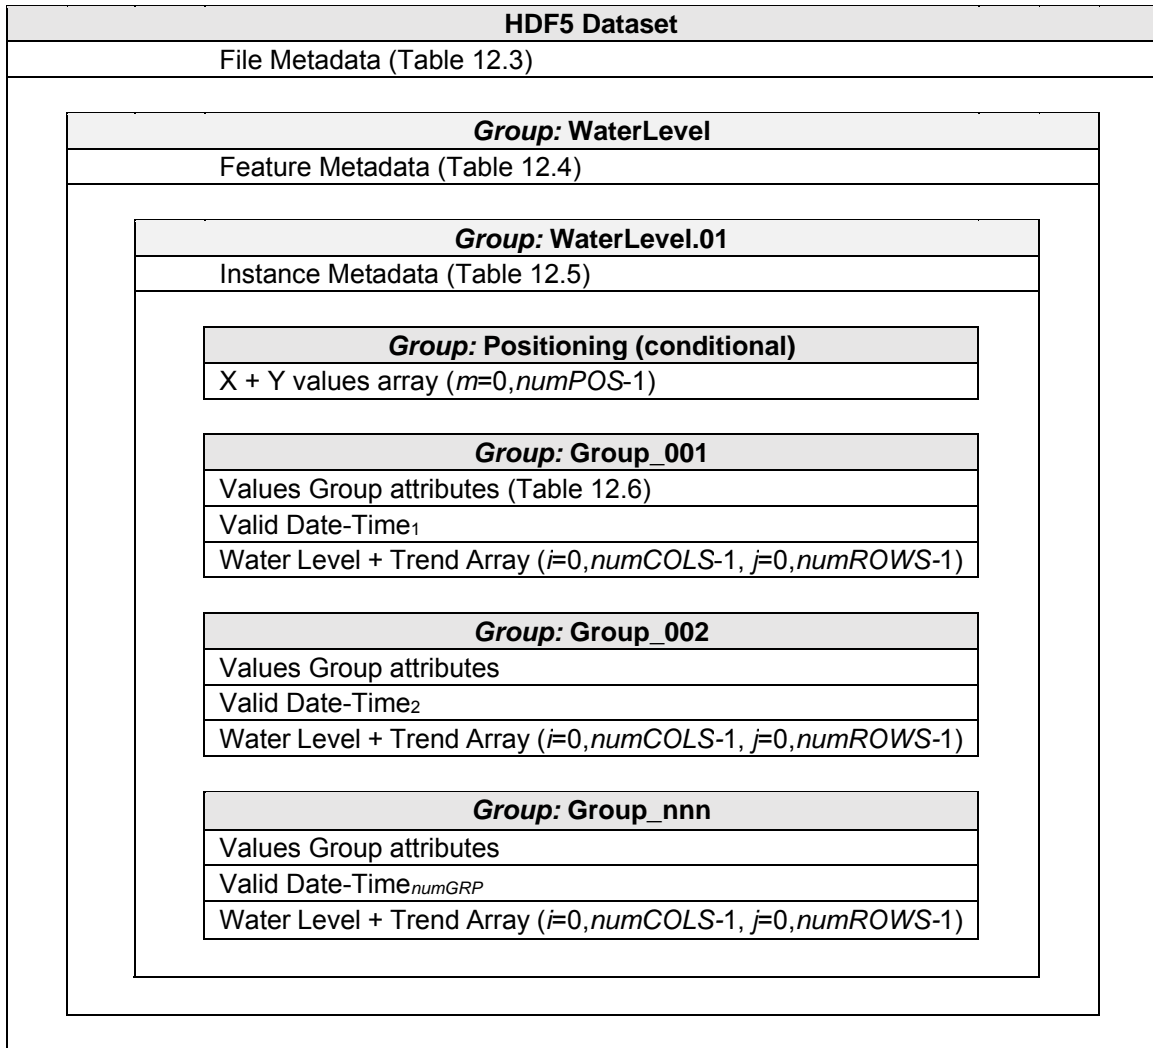 HDF5 Dataset
File Metadata (Table 12.3)
Group: WaterLevel
Feature Metadata (Table 12.4)
Group: WaterLevel.01
Instance Metadata (Table 12.5)
Group: Positioning (conditional)
X + Y values array (m=0,numPOS-1)
Group: Group_001
Values Group attributes (Table 12.6)
Valid Date-Time1
Water Level + Trend Array (i=0,numCOLS-1, j=0,numROWS-1)
Group: Group_002
Values Group attributes
Valid Date-Time2
Water Level + Trend Array (i=0,numCOLS-1, j=0,numROWS-1)
Group: Group_nnn
Values Group attributes
Valid Date-TimenumGRP
Water Level + Trend Array (i=0,numCOLS-1, j=0,numROWS-1)